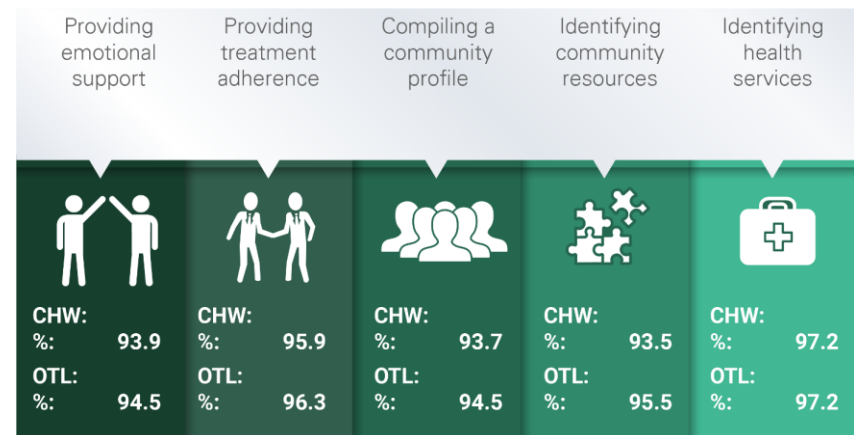 Providing
emotional
support
Providing
treatment
adherence
Compiling a
community
profile
Identifying
community
resources
Identifying
health
services
CHW:
%: 93.9
OTL:
%: 94.5
CHW:
%: 95.9
OTL:
%: 96.3
CHW:
%: 93.7
OTL:
%: 94.5
CHW:
%: 93.5
OTL:
%: 95.5
CHW:
%: 97.2
OTL:
%: 97.2